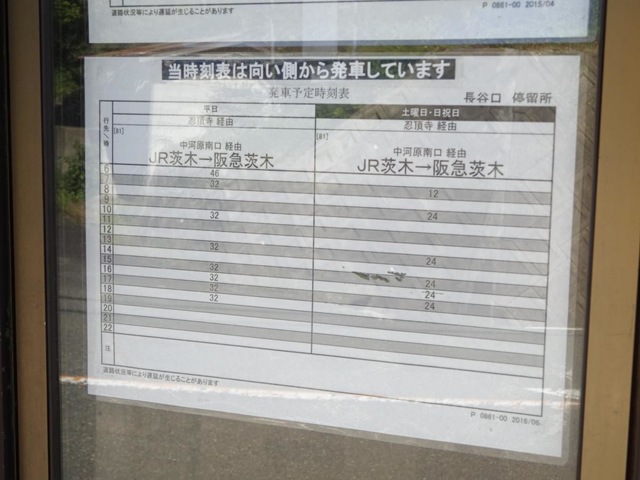 道路状況等により遅延が生じることがあります
P 0861-00 2015/04
当時刻表は向い側から発車しています
発車予定時刻表
長谷口 停留所
行先/時
平日
土曜日・日祝日
忍頂寺 経由
忍頂寺 経由
[81]
[81]
中河原南口 経由
中河原南口 経由
JR茨木→阪急茨木
JR茨木→阪急茨木
6 46
7 32
8 12
9
10
11 32 24
12
13
14 32
15 24
16 32
17 32 24
18 32 24
19 32 24
20
21
22
注
道路状況等により遅延が生じることがあります
P 0861-00 2016/06